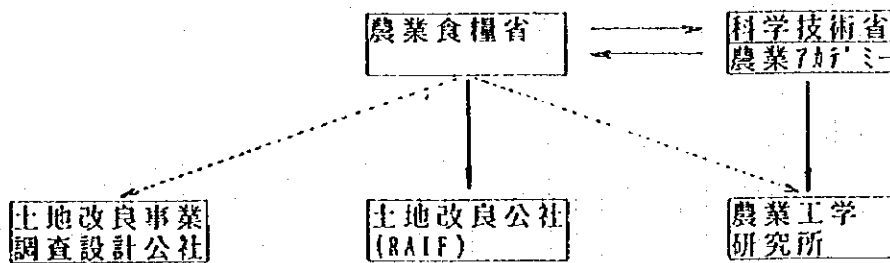 農業食糧省
科学技術省
農業ｱｶﾃﾞﾐｰ
土地改良事業
調査設計公社
土地改良公社
(RAIF)
農業工学
研究所